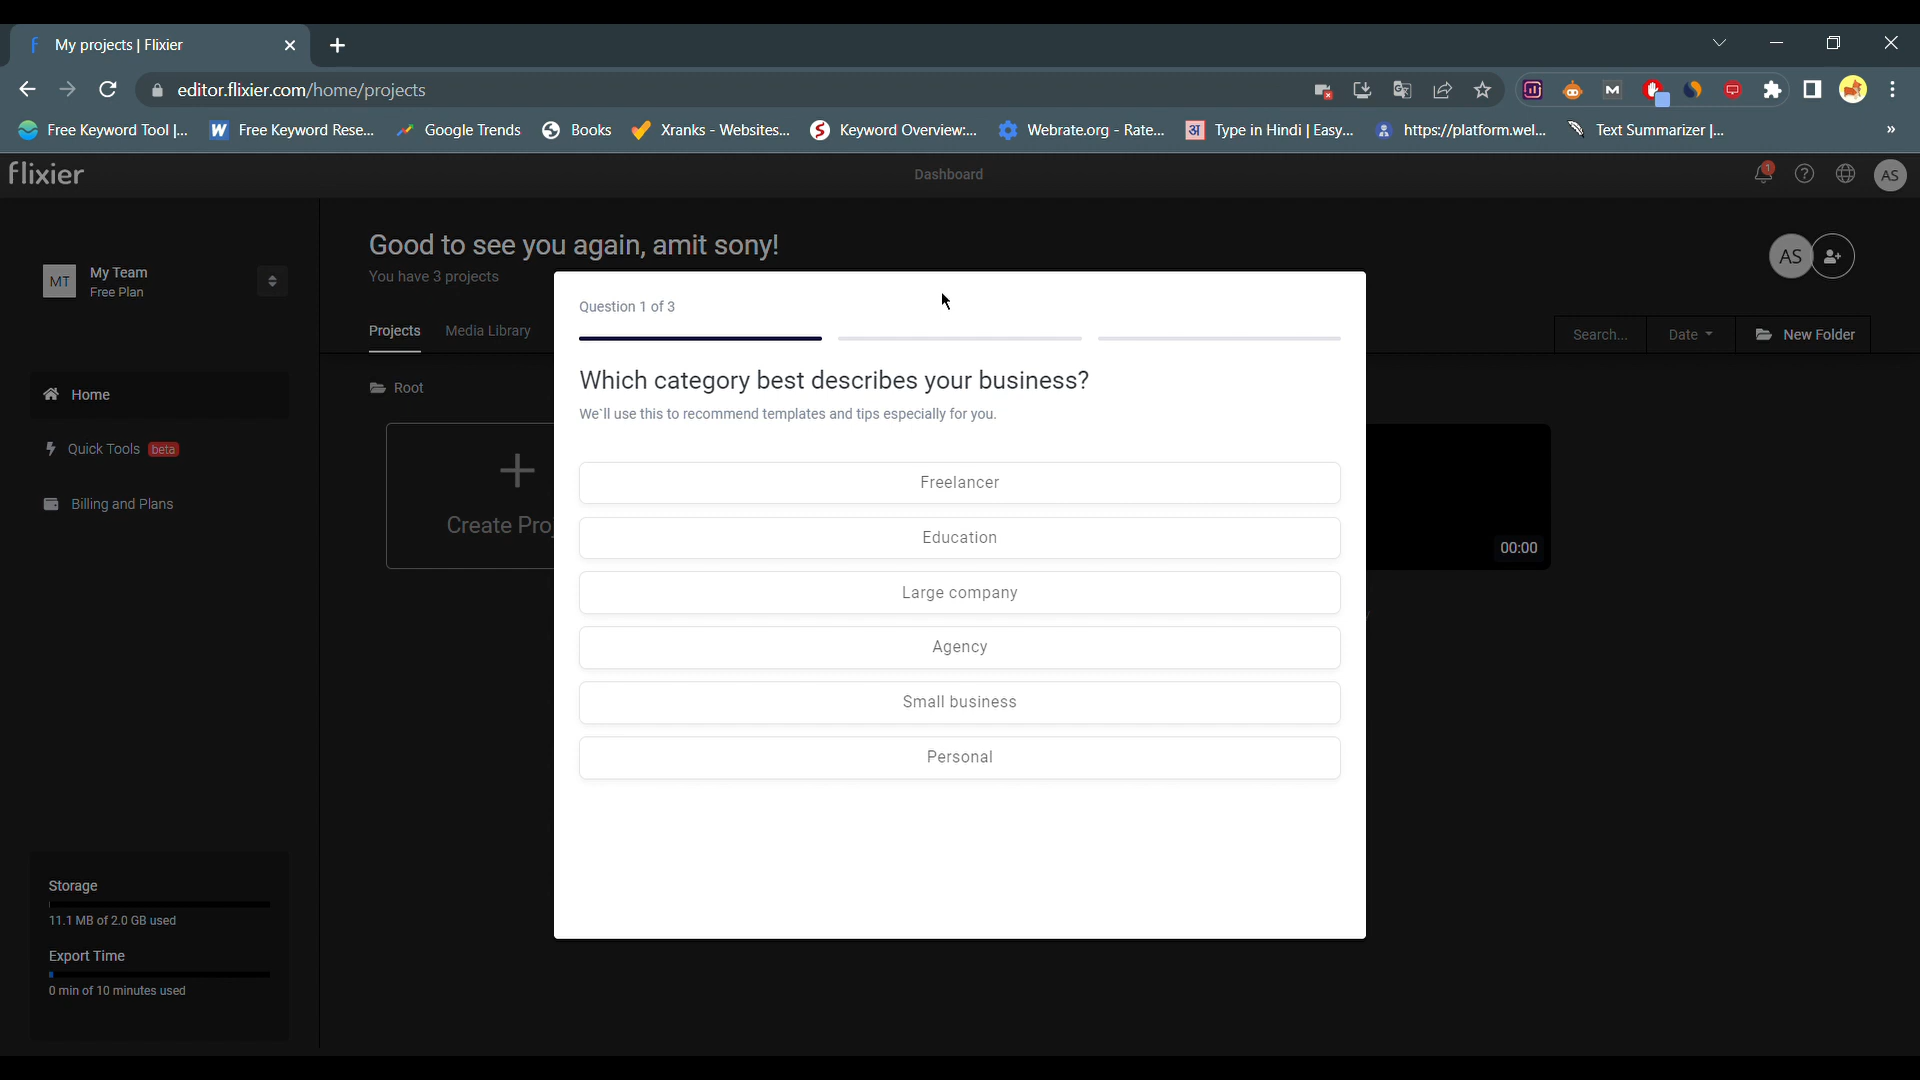 My projects | Flixier
editor.flixier.com/home/projects
Free Keyword Tool |... Free Keyword Rese... Google Trends Books Xranks - Websites... Keyword Overview:... Webrate.org - Rate... Type in Hindi | Easy... https://platform.wel... Text Summarizer |... »
flixier Dashboard 1 AS
MT My Team
Free Plan
Good to see you again, amit sony!
You have 3 projects
AS
Projects Media Library
Search... Date New Folder
Home
Quick Tools beta
Billing and Plans
Root
Create Proj
00:00
Question 1 of 3
Which category best describes your business?
We`ll use this to recommend templates and tips especially for you.
Freelancer
Education
Large company
Agency
Small business
Personal
Storage
11.1 MB of 2.0 GB used
Export Time
0 min of 10 minutes used